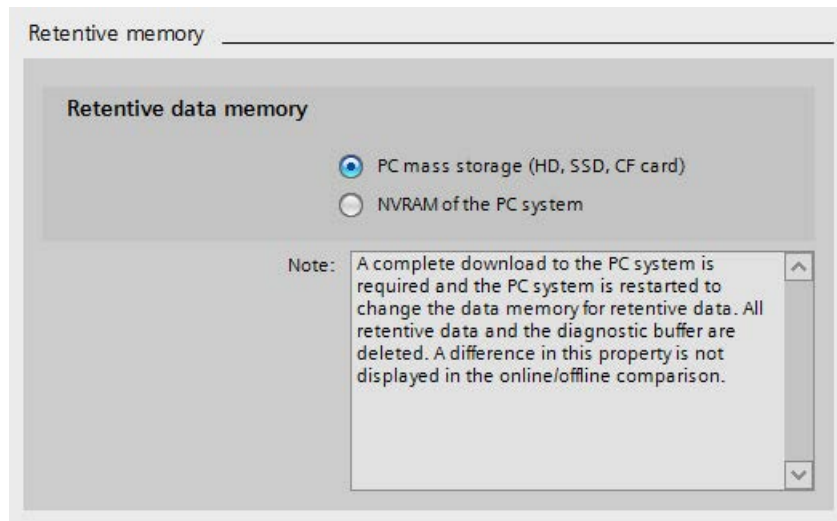 Retentive memory
Retentive data memory
PC mass storage (HD, SSD, CF card)
NVRAM of the PC system
Note:
A complete download to the PC system is
required and the PC system is restarted to
change the data memory for retentive data. All
retentive data and the diagnostic buffer are
deleted. A difference in this property is not
displayed in the online/offline comparison.